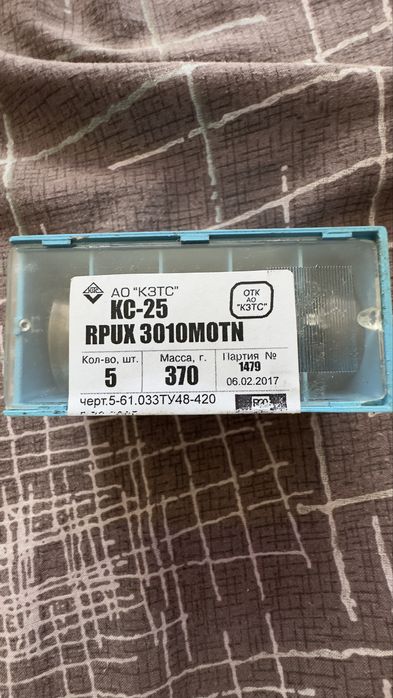 АО "КЗТС"
КС-25
RPUX 3010MOTN
ОТК
АО
"КЗТС"
Кол-во, шт.
5
Масса, г.
370
Партия №
1479
06.02.2017
черт.5-61.033ТУ48-420